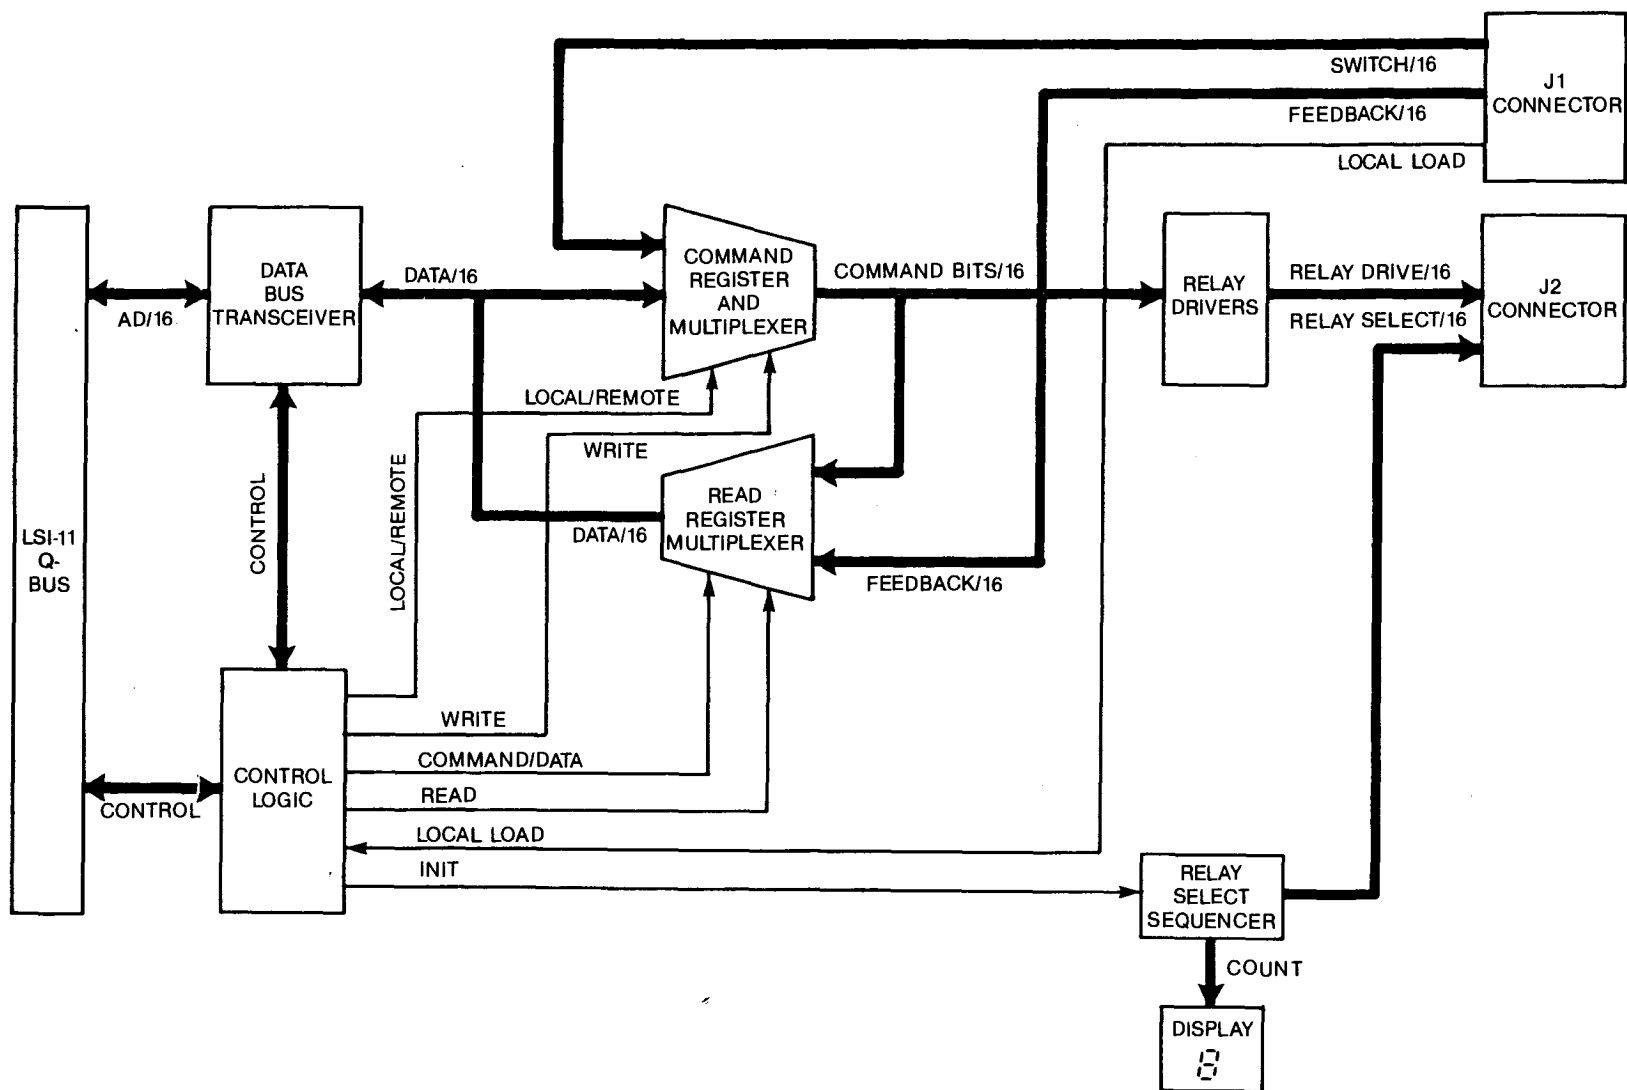 SWITCH/16
J1
CONNECTOR
FEEDBACK/16
LOCAL LOAD
DATA
BUS
TRANSCEIVER
AD/16
DATA/16
COMMAND
REGISTER
AND
MULTIPLEXER
COMMAND BITS/16
RELAY
DRIVERS
RELAY DRIVE/16
RELAY SELECT/16
J2
CONNECTOR
LOCAL/REMOTE
WRITE
LOCAL/REMOTE
CONTROL
READ
REGISTER
MULTIPLEXER
DATA/16
FEEDBACK/16
LSI-11
Q-
BUS
CONTROL
CONTROL
LOGIC
WRITE
COMMAND/DATA
READ
LOCAL LOAD
INIT
RELAY
SELECT
SEQUENCER
COUNT
DISPLAY
8